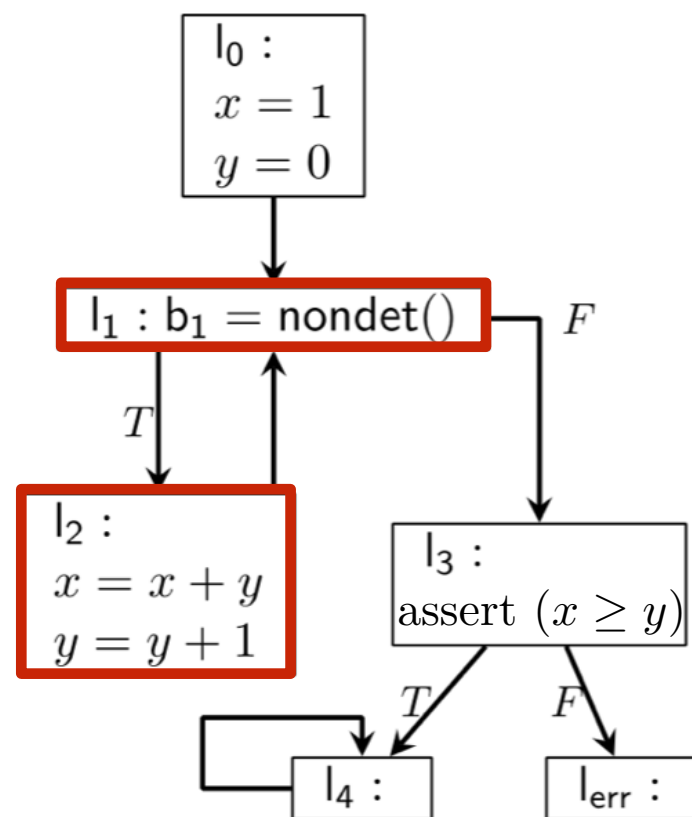 l₀ :
x = 1
y = 0
l₁ : b₁ = nondet()
F
T
l₂ :
x = x + y
y = y + 1
l₃ :
assert (x ≥ y)
T
F
l₄ :
lₑᵣᵣ :